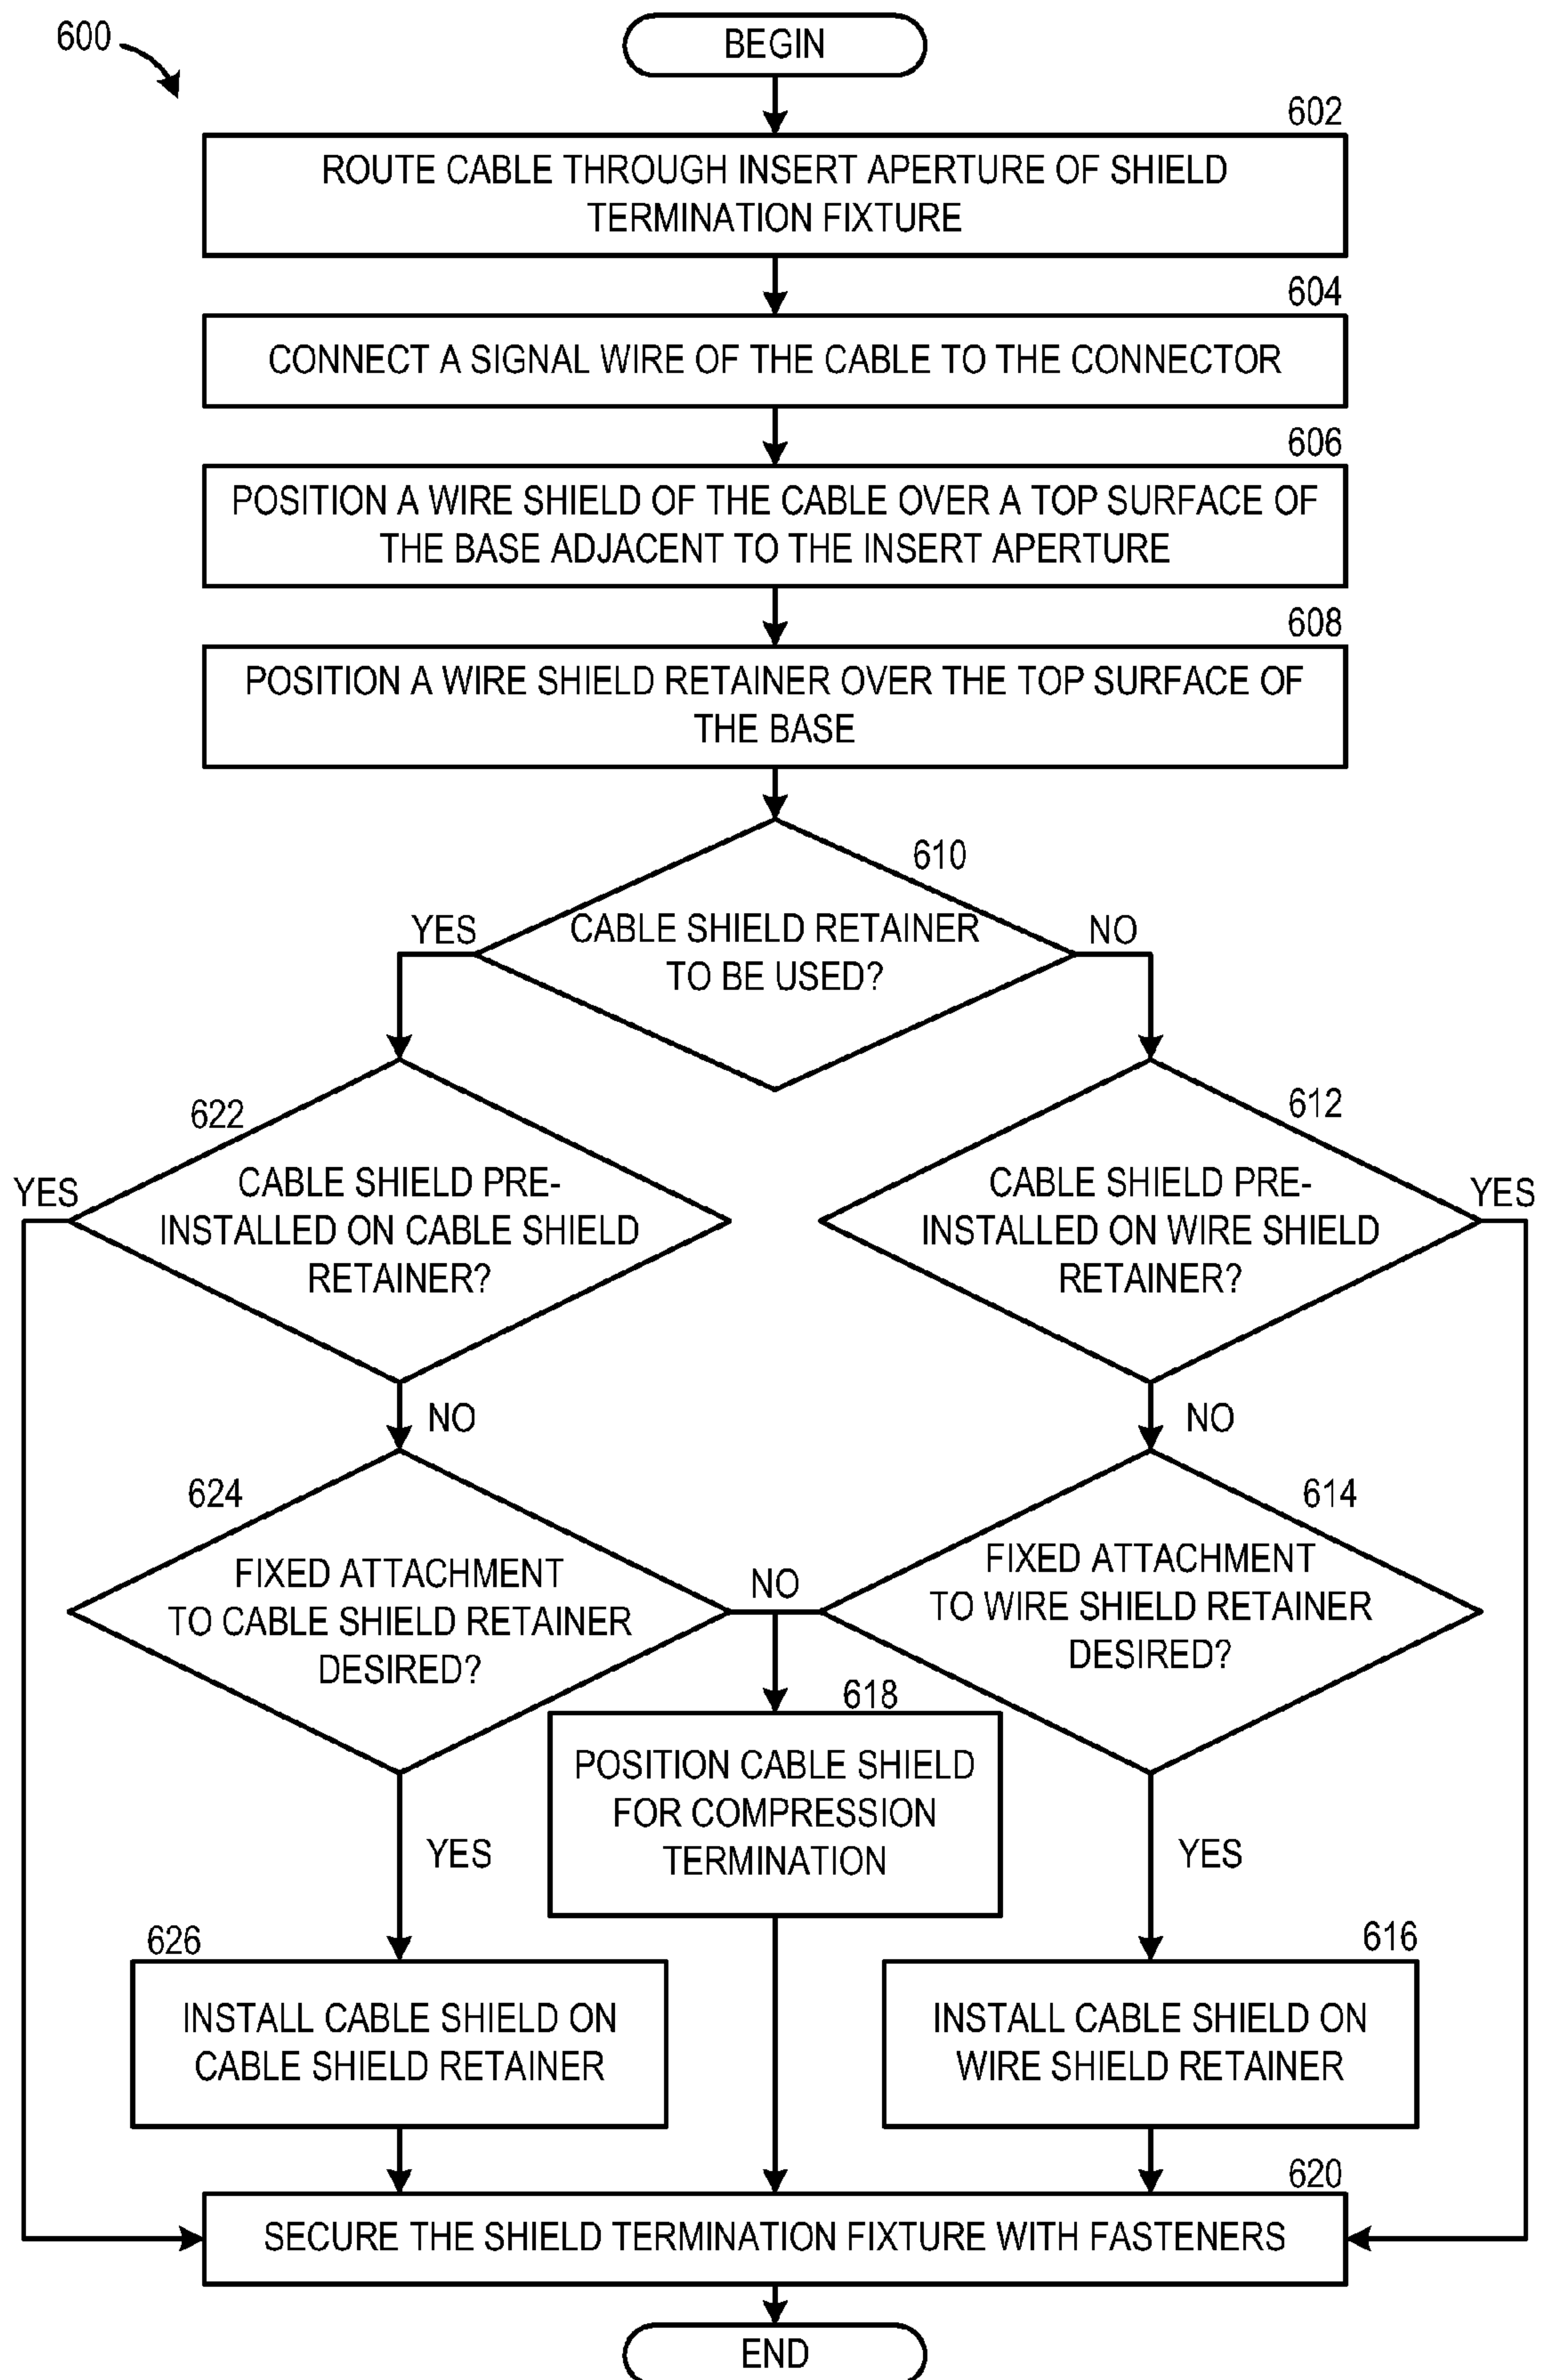 600
BEGIN
602
ROUTE CABLE THROUGH INSERT APERTURE OF SHIELD
TERMINATION FIXTURE
604
CONNECT A SIGNAL WIRE OF THE CABLE TO THE CONNECTOR
606
POSITION A WIRE SHIELD OF THE CABLE OVER A TOP SURFACE OF
THE BASE ADJACENT TO THE INSERT APERTURE
608
POSITION A WIRE SHIELD RETAINER OVER THE TOP SURFACE OF
THE BASE
610
YES
CABLE SHIELD RETAINER
TO BE USED?
NO
622
YES
CABLE SHIELD PRE-
INSTALLED ON CABLE SHIELD
RETAINER?
NO
612
CABLE SHIELD PRE-
INSTALLED ON WIRE SHIELD
RETAINER?
YES
NO
624
FIXED ATTACHMENT
TO CABLE SHIELD RETAINER
DESIRED?
NO
614
FIXED ATTACHMENT
TO WIRE SHIELD RETAINER
DESIRED?
YES
618
POSITION CABLE SHIELD
FOR COMPRESSION
TERMINATION
YES
626
INSTALL CABLE SHIELD ON
CABLE SHIELD RETAINER
616
INSTALL CABLE SHIELD ON
WIRE SHIELD RETAINER
620
SECURE THE SHIELD TERMINATION FIXTURE WITH FASTENERS
END